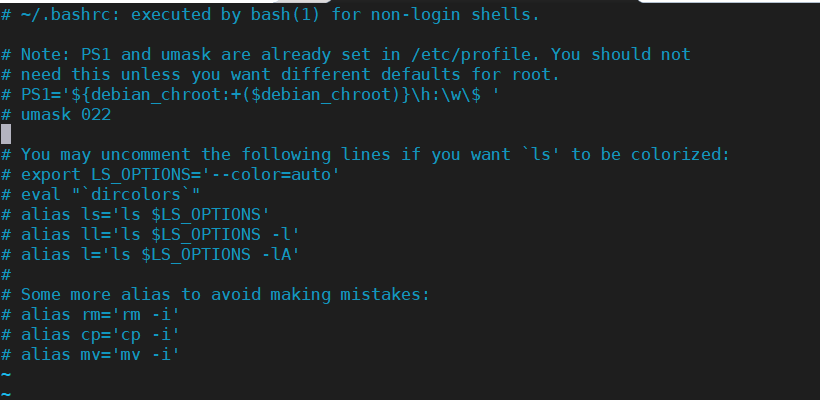 # ~/.bashrc: executed by bash(1) for non-login shells.

# Note: PS1 and umask are already set in /etc/profile. You should not
# need this unless you want different defaults for root.
# PS1='${debian_chroot:+($debian_chroot)}\h:\w\$ '
# umask 022

# You may uncomment the following lines if you want `ls' to be colorized:
# export LS_OPTIONS='--color=auto'
# eval "`dircolors`"
# alias ls='ls $LS_OPTIONS'
# alias ll='ls $LS_OPTIONS -l'
# alias l='ls $LS_OPTIONS -lA'
#
# Some more alias to avoid making mistakes:
# alias rm='rm -i'
# alias cp='cp -i'
# alias mv='mv -i'
~
~